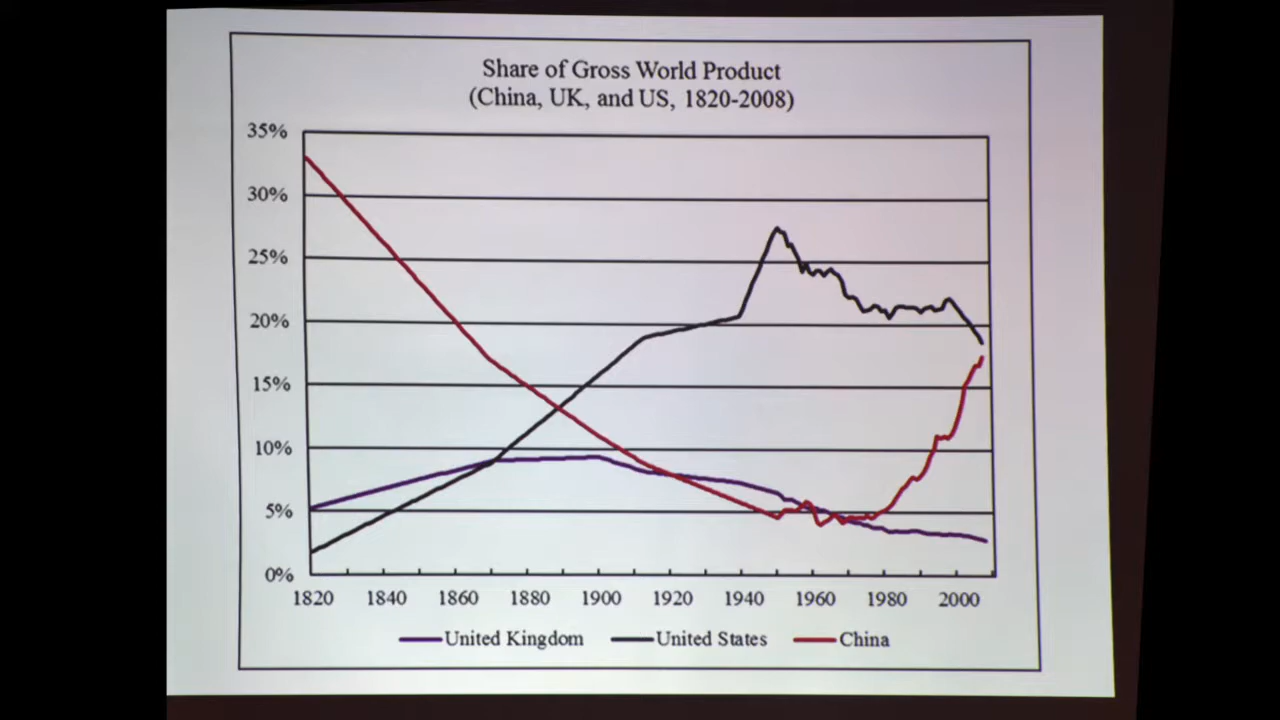 Share of Gross World Product
(China, UK, and US, 1820-2008)
35%
30%
25%
20%
15%
10%
5%
0%
1820 1840 1860 1880 1900 1920 1940 1960 1980 2000
United Kingdom United States China